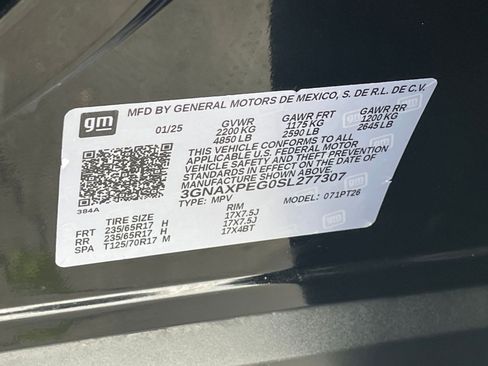 gm
MFD BY GENERAL MOTORS DE MEXICO, S. DE R.L. DE C.V.
01/25 GVWR GAWR FRT GAWR RR
2200 KG 1175 KG 1200 KG
4850 LB 2590 LB 2645 LB
THIS VEHICLE CONFORMS TO ALL
APPLICABLE U.S. FEDERAL MOTOR
VEHICLE SAFETY AND THEFT PREVENTION
STANDARDS IN EFFECT ON THE DATE OF
MANUFACTURE SHOWN ABOVE.
3GNAXPEG0SL277307
384A
TYPE: MPV MODEL: 071PT26
TIRE SIZE RIM
FRT 235/65R17 H 17X7.5J
RR 235/65R17 H 17X7.5J
SPA T125/70R17 M 17X4BT